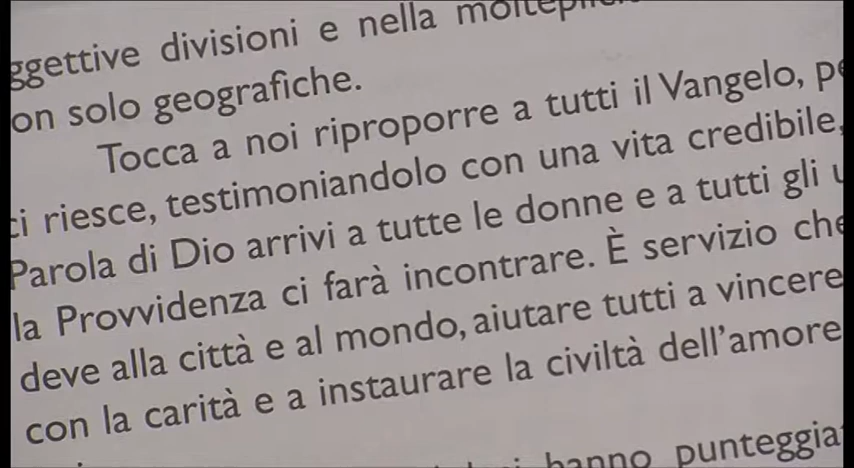 ggettive divisioni e nella
on solo geografiche.
Tocca a noi riproporre a tutti il Vangelo,
ci riesce, testimoniandolo con una vita credibile,
Parola di Dio arrivi a tutte le donne e a tutti gli
la Provvidenza ci farà incontrare. È servizio che
deve alla città e al mondo, aiutare tutti a vincere
con la carità e a instaurare la civiltà dell'amore
hanno punteggia